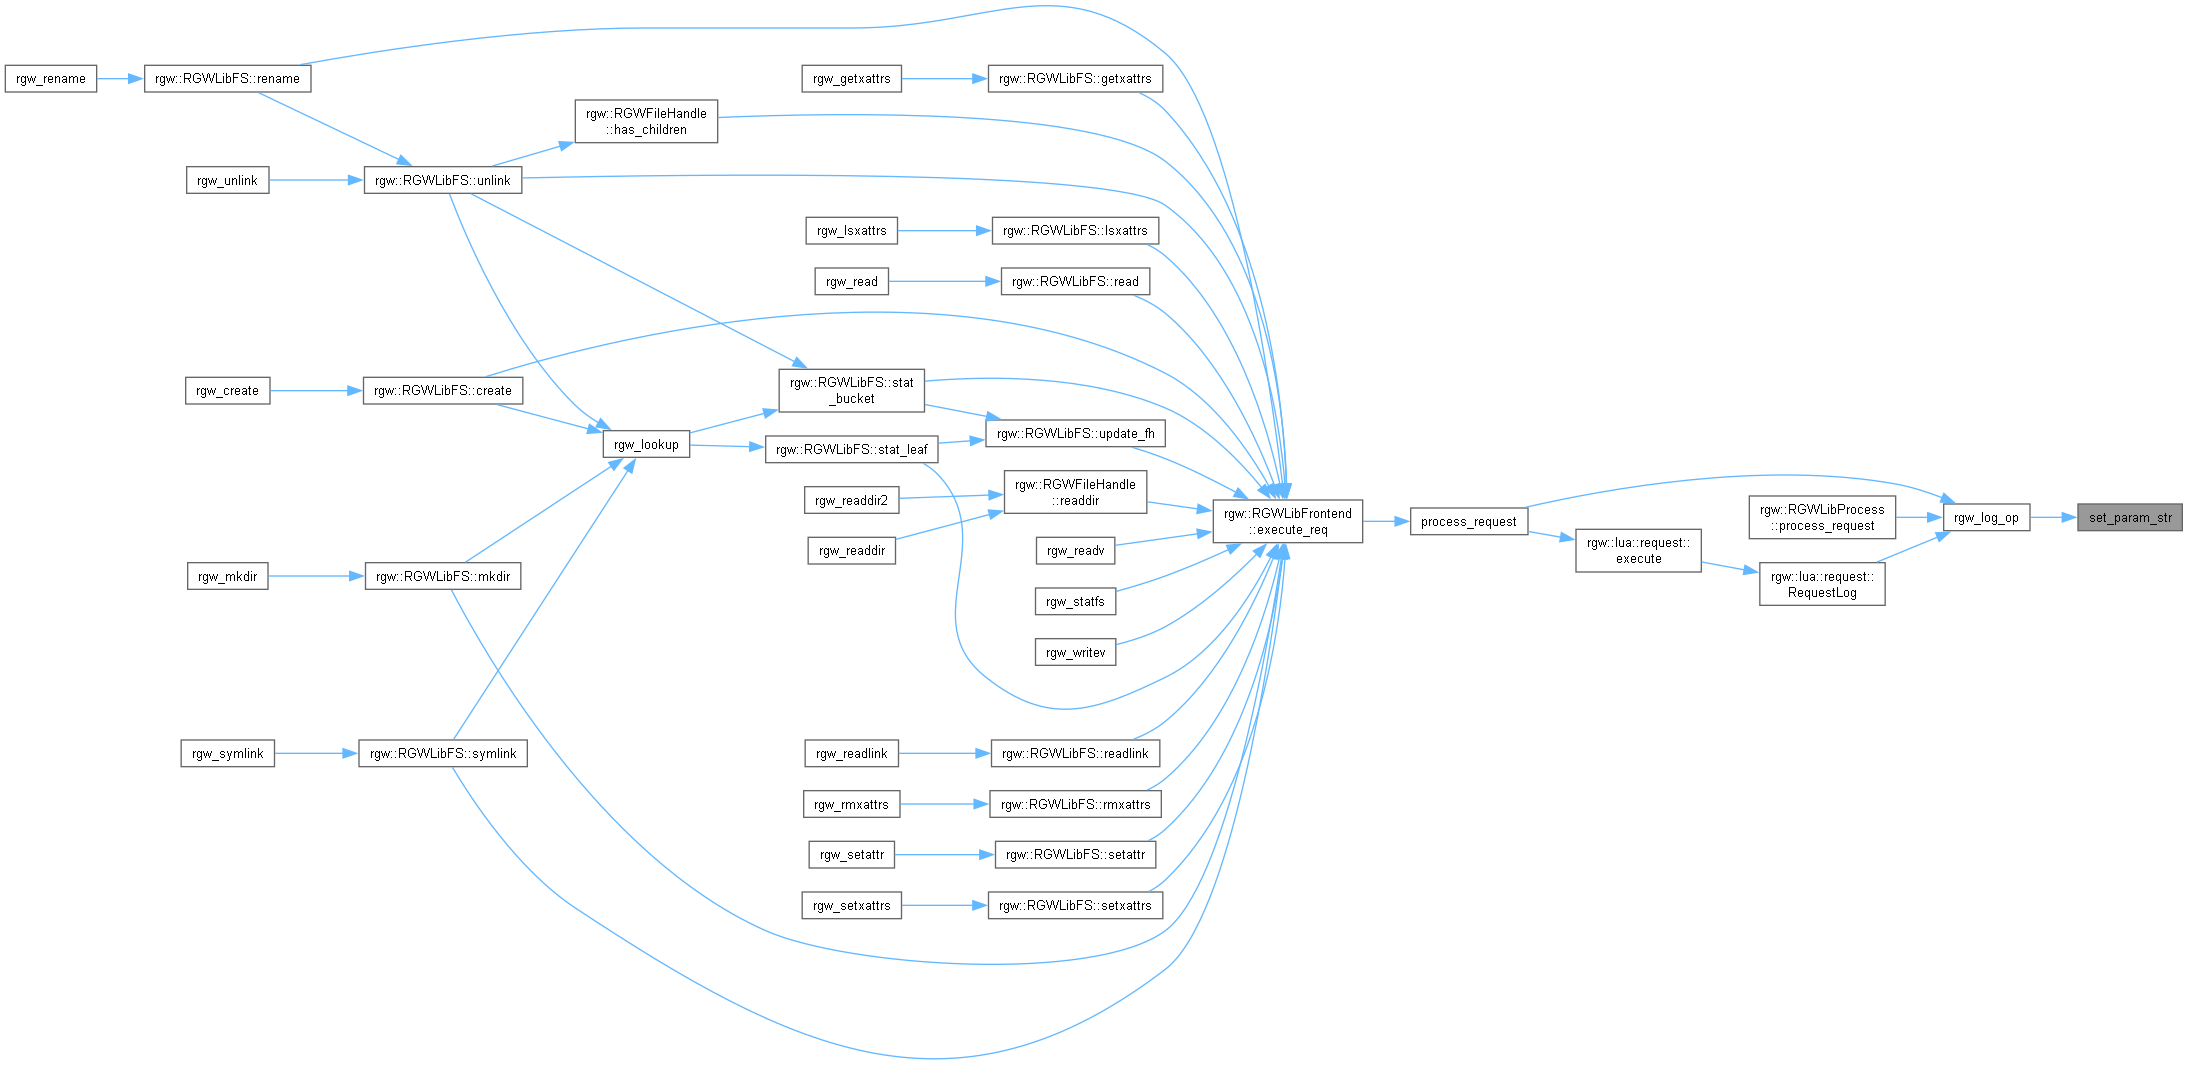 rgw_rename
rgw::RGWLibFS::rename
rgw_getxattrs
rgw::RGWLibFS::getxattrs
rgw::RGWFileHandle
::has_children
rgw_unlink
rgw::RGWLibFS::unlink
rgw_lsxattrs
rgw::RGWLibFS::lsxattrs
rgw_read
rgw::RGWLibFS::read
rgw_create
rgw::RGWLibFS::create
rgw::RGWLibFS::stat
_bucket
rgw_lookup
rgw::RGWLibFS::stat_leaf
rgw::RGWLibFS::update_fh
rgw_readdir2
rgw::RGWFileHandle
::readdir
rgw_readdir
rgw_readv
rgw_statfs
rgw_writev
rgw::RGWLibFrontend
::execute_req
process_request
rgw::lua::request::
execute
rgw::RGWLibProcess
::process_request
rgw::lua::request::
RequestLog
rgw_log_op
set_param_str
rgw_mkdir
rgw::RGWLibFS::mkdir
rgw_symlink
rgw::RGWLibFS::symlink
rgw_readlink
rgw::RGWLibFS::readlink
rgw_rmxattrs
rgw::RGWLibFS::rmxattrs
rgw_setattr
rgw::RGWLibFS::setattr
rgw_setxattrs
rgw::RGWLibFS::setxattrs